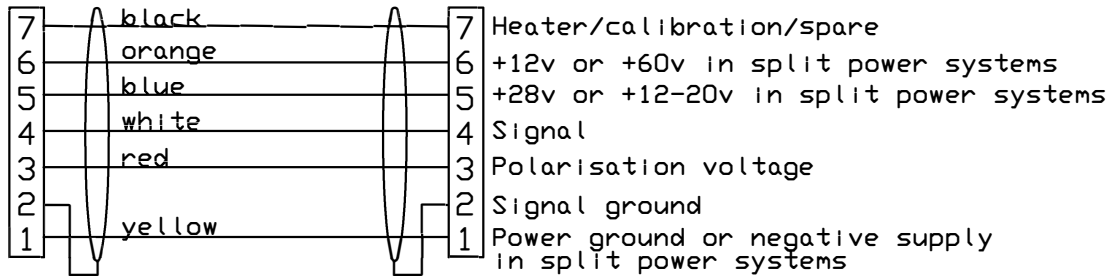 7 black 7 Heater/calibration/spare
6 orange 6 +12v or +60v in split power systems
5 blue 5 +28v or +12-20v in split power systems
4 white 4 Signal
3 red 3 Polarisation voltage
2 2 Signal ground
1 yellow 1 Power ground or negative supply
in split power systems